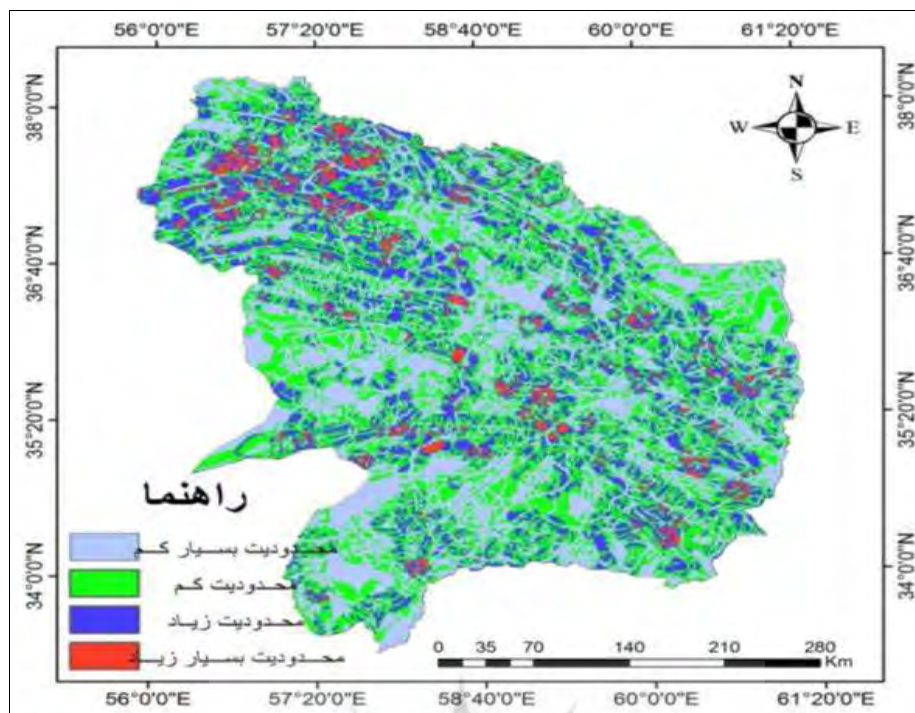 56°0'0"E 57°20'0"E 58°40'0"E 60°0'0"E 61°20'0"E
N
W E
S
38°0'0"N 38°0'0"N
36°40'0"N 36°40'0"N
35°20'0"N 35°20'0"N
34°0'0"N 34°0'0"N
راهنما
محدودیت بسیار کم
محدودیت کم
محدودیت زیاد
محدودیت بسیار زیاد
0 35 70 140 210 280
Km
56°0'0"E 57°20'0"E 58°40'0"E 60°0'0"E 61°20'0"E